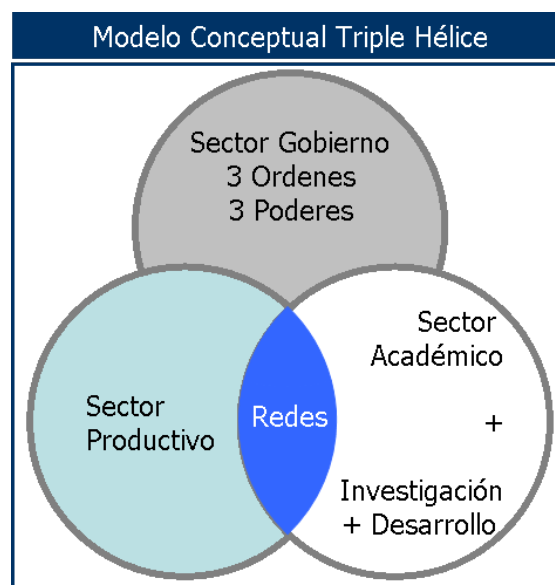 Modelo Conceptual Triple Hélice
Sector Gobierno
3 Ordenes
3 Poderes
Sector
Productivo
Redes
Sector
Académico
+
Investigación
+ Desarrollo